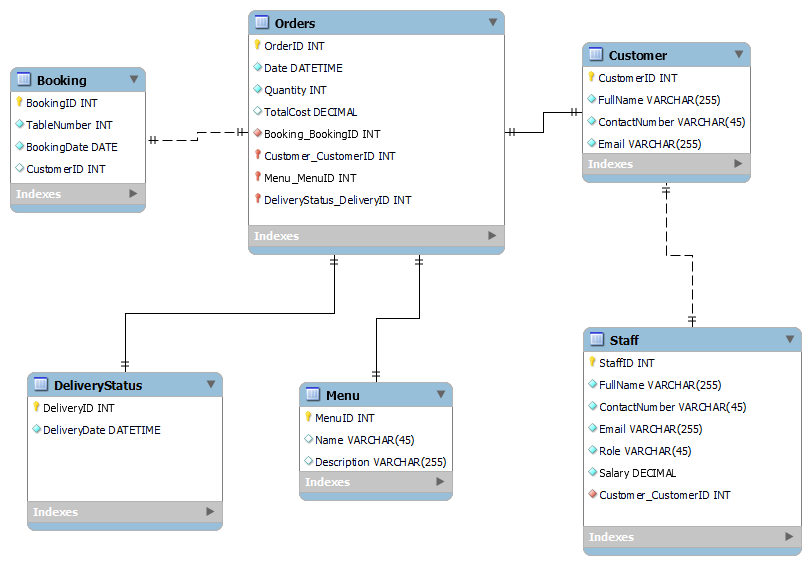 Orders
OrderID INT
Date DATETIME
Quantity INT
TotalCost DECIMAL
Booking_BookingID INT
Customer_CustomerID INT
Menu_MenuID INT
DeliveryStatus_DeliveryID INT
Indexes
Customer
CustomerID INT
FullName VARCHAR(255)
ContactNumber VARCHAR(45)
Email VARCHAR(255)
Indexes
Booking
BookingID INT
TableNumber INT
BookingDate DATE
CustomerID INT
Indexes
Staff
StaffID INT
FullName VARCHAR(255)
ContactNumber VARCHAR(45)
Email VARCHAR(255)
Role VARCHAR(45)
Salary DECIMAL
Customer_CustomerID INT
Indexes
DeliveryStatus
DeliveryID INT
DeliveryDate DATETIME
Indexes
Menu
MenuID INT
Name VARCHAR(45)
Description VARCHAR(255)
Indexes